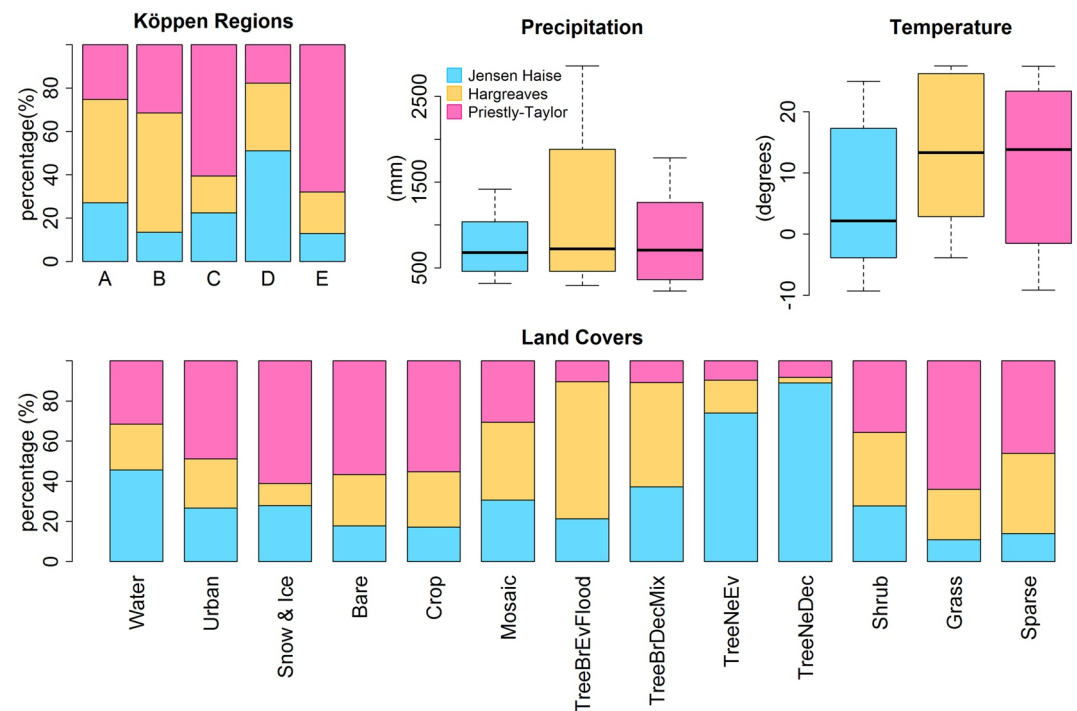 Köppen Regions
percentage(%)
0 20 40 60 80
A B C D E
Precipitation
(mm)
500 1500 2500
Jensen Haise
Hargreaves
Priestly-Taylor
Temperature
(degrees)
-10 0 10 20
Land Covers
percentage (%)
0 20 40 60 80
Water
Urban
Snow & Ice
Bare
Crop
Mosaic
TreeBrEvFlood
TreeBrDecMix
TreeNeEv
TreeNeDec
Shrub
Grass
Sparse